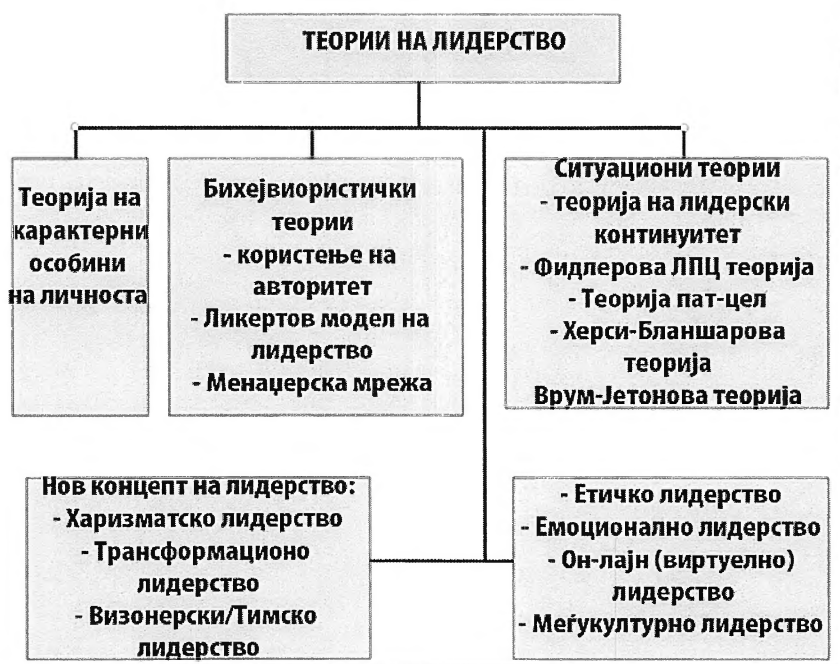 ТЕОРИИ НА ЛИДЕРСТВО
Теорија на
карактерни
особини
на личноста
Бихејвиористички
теории
- користење на
авторитет
- Ликертов модел на
лидерство
- Менаџерска мрежа
Ситуациони теории
- теорија на лидерски
континуитет
- Фидлерова ЛПЦ теорија
- Теорија пат-цел
- Херси-Бланшарова
теорија
Врум-Јетонова теорија
Нов концепт на лидерство:
- Харизматско лидерство
- Трансформационо
лидерство
- Визонерски/Тимско
лидерство
- Етичко лидерство
- Емоционално лидерство
- Он-лајн (виртуелно)
лидерство
- Меѓукултурно лидерство